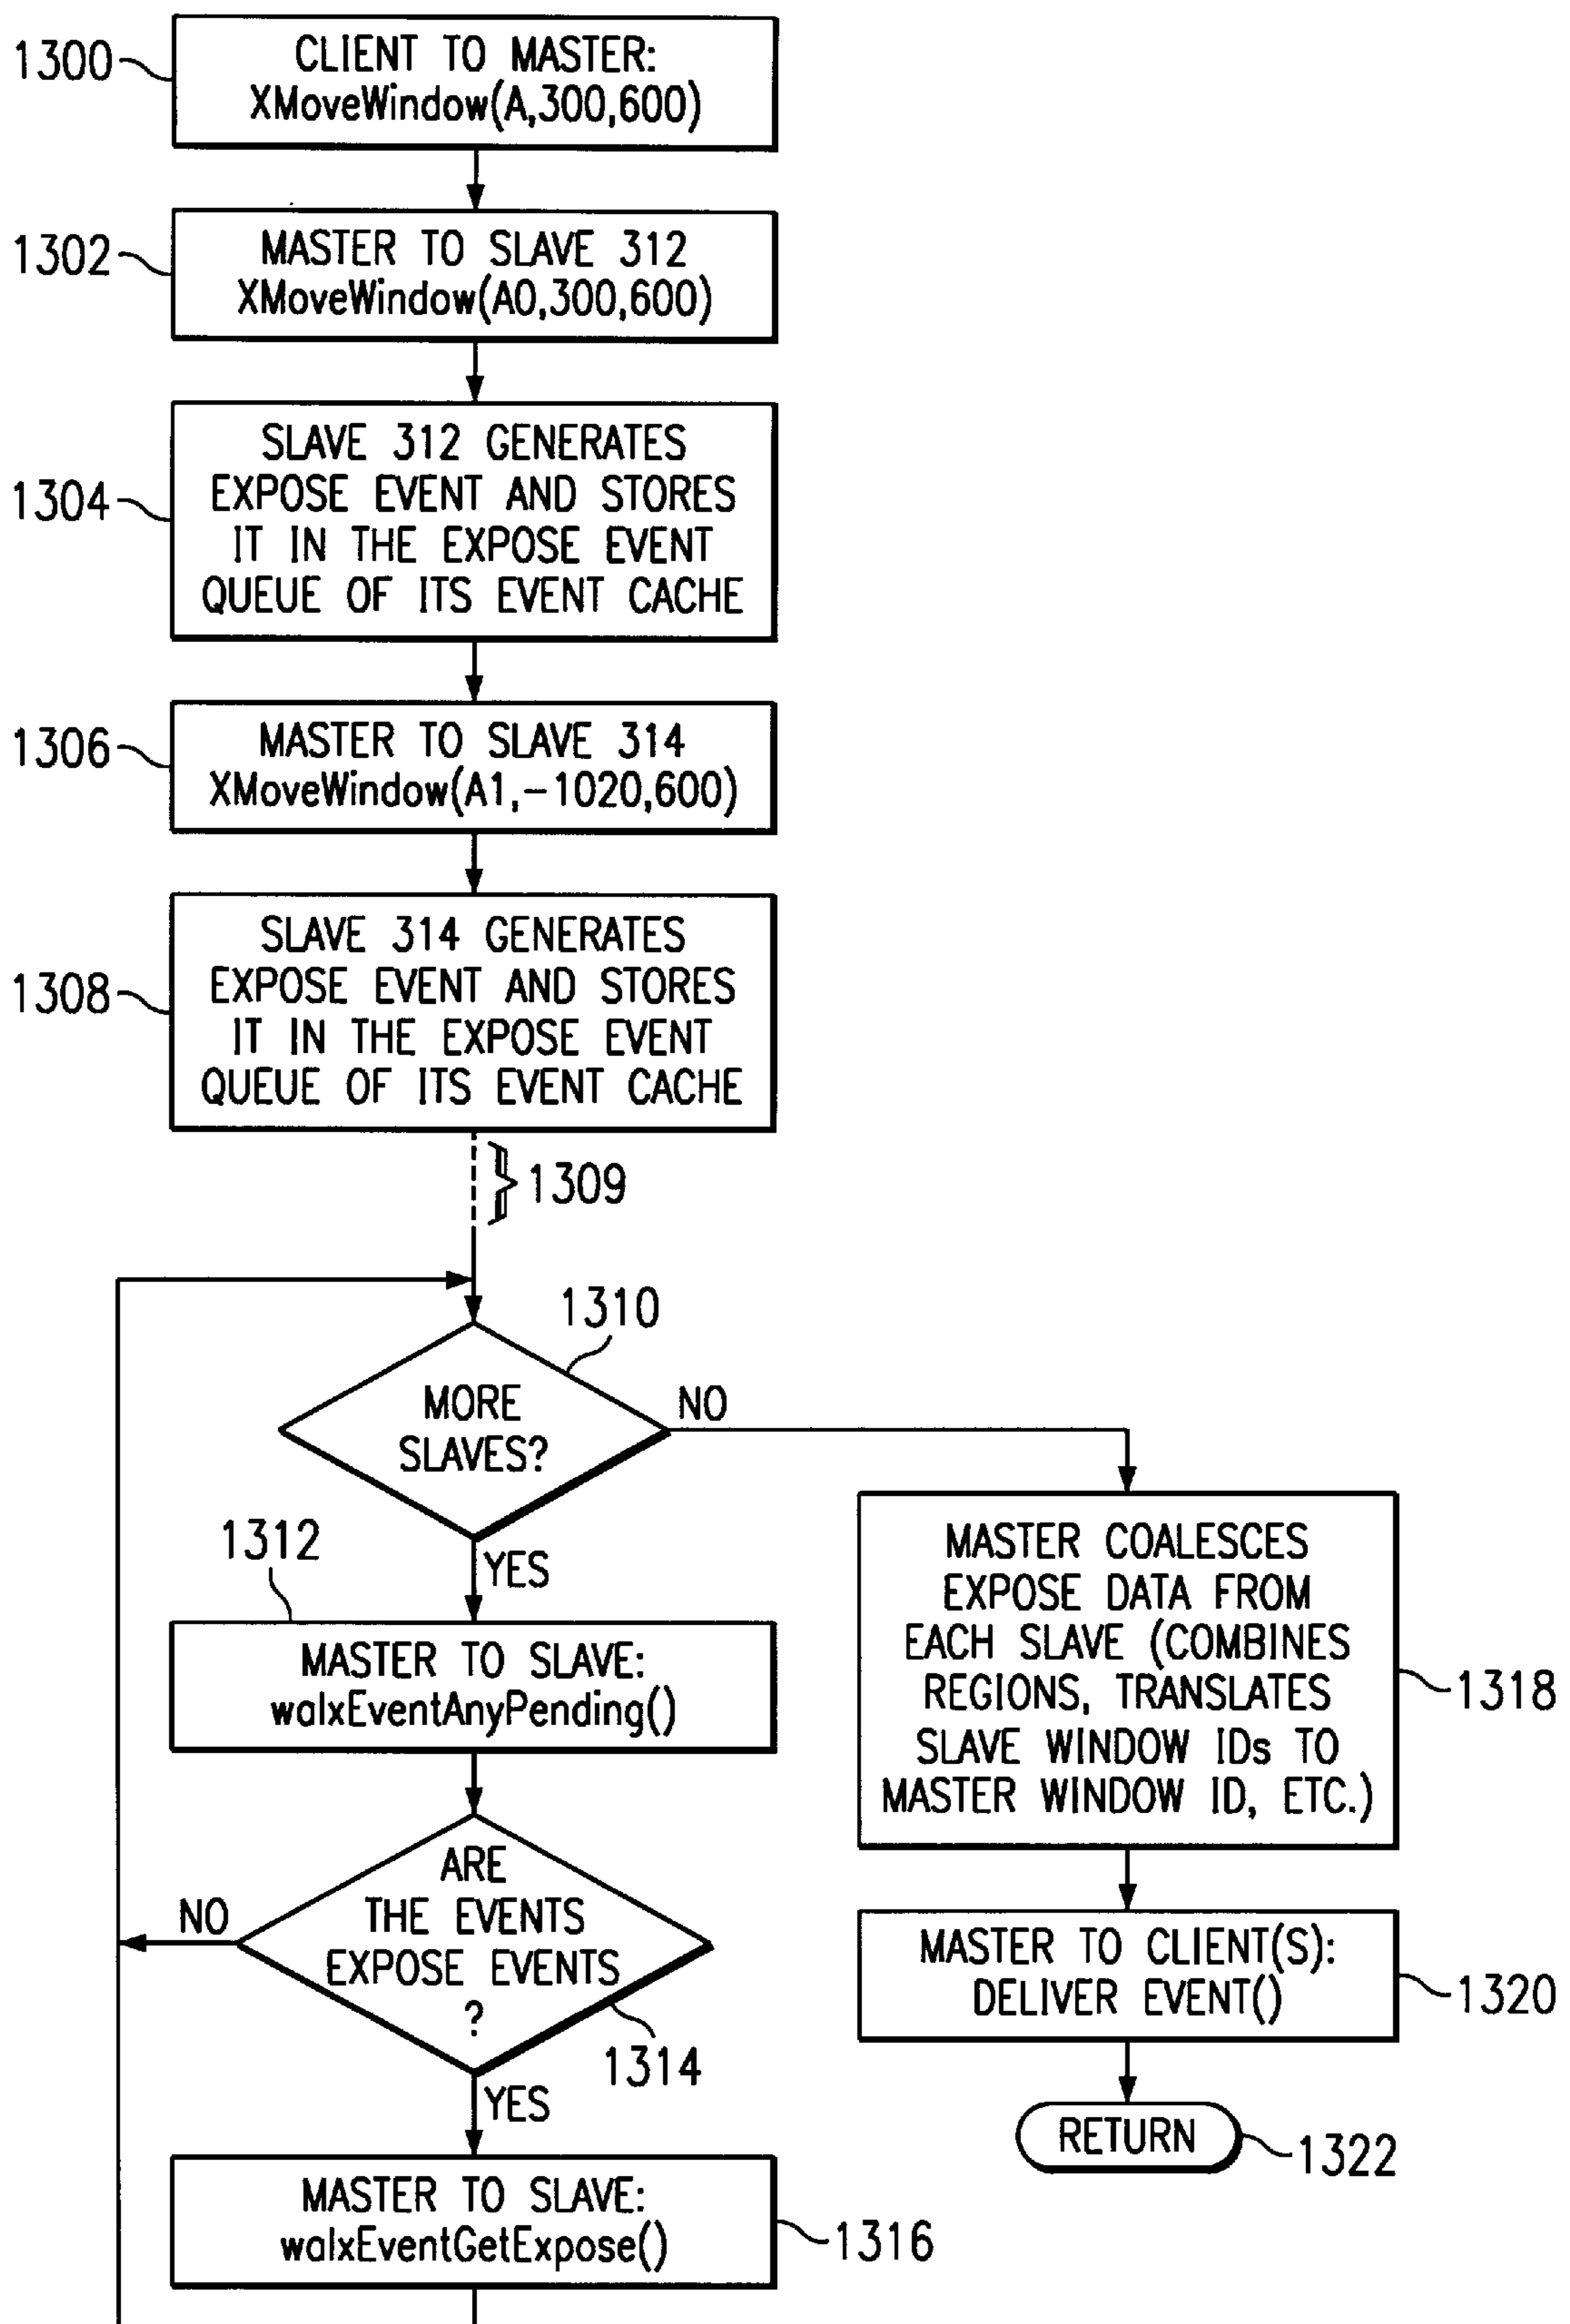 1300
CLIENT TO MASTER:
XMoveWindow(A,300,600)
1302
MASTER TO SLAVE 312
XMoveWindow(A0,300,600)
1304
SLAVE 312 GENERATES
EXPOSE EVENT AND STORES
IT IN THE EXPOSE EVENT
QUEUE OF ITS EVENT CACHE
1306
MASTER TO SLAVE 314
XMoveWindow(A1,-1020,600)
1308
SLAVE 314 GENERATES
EXPOSE EVENT AND STORES
IT IN THE EXPOSE EVENT
QUEUE OF ITS EVENT CACHE
1309
1310
MORE
SLAVES?
NO
YES
1312
MASTER TO SLAVE:
walxEventAnyPending()
ARE
THE EVENTS
EXPOSE EVENTS
?
NO
1314
YES
MASTER TO SLAVE:
walxEventGetExpose()
1316
MASTER COALESCES
EXPOSE DATA FROM
EACH SLAVE (COMBINES
REGIONS, TRANSLATES
SLAVE WINDOW IDs TO
MASTER WINDOW ID, ETC.)
1318
MASTER TO CLIENT(S):
DELIVER EVENT()
1320
RETURN
1322